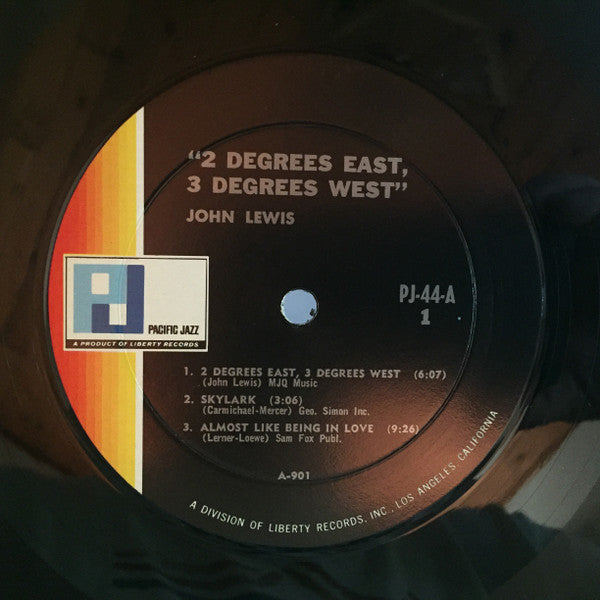 "2 DEGREES EAST,
3 DEGREES WEST"
JOHN LEWIS
PJ
PACIFIC JAZZ
A PRODUCT OF LIBERTY RECORDS
PJ-44-A
1
1. 2 DEGREES EAST, 3 DEGREES WEST (6:07)
(John Lewis) MJQ Music
2. SKYLARK (3:06)
(Carmichael-Mercer) Geo. Simon Inc.
3. ALMOST LIKE BEING IN LOVE (9:26)
(Lerner-Loewe) Sam Fox Publ.
A-901
A DIVISION OF LIBERTY RECORDS, INC., LOS ANGELES, CALIFORNIA